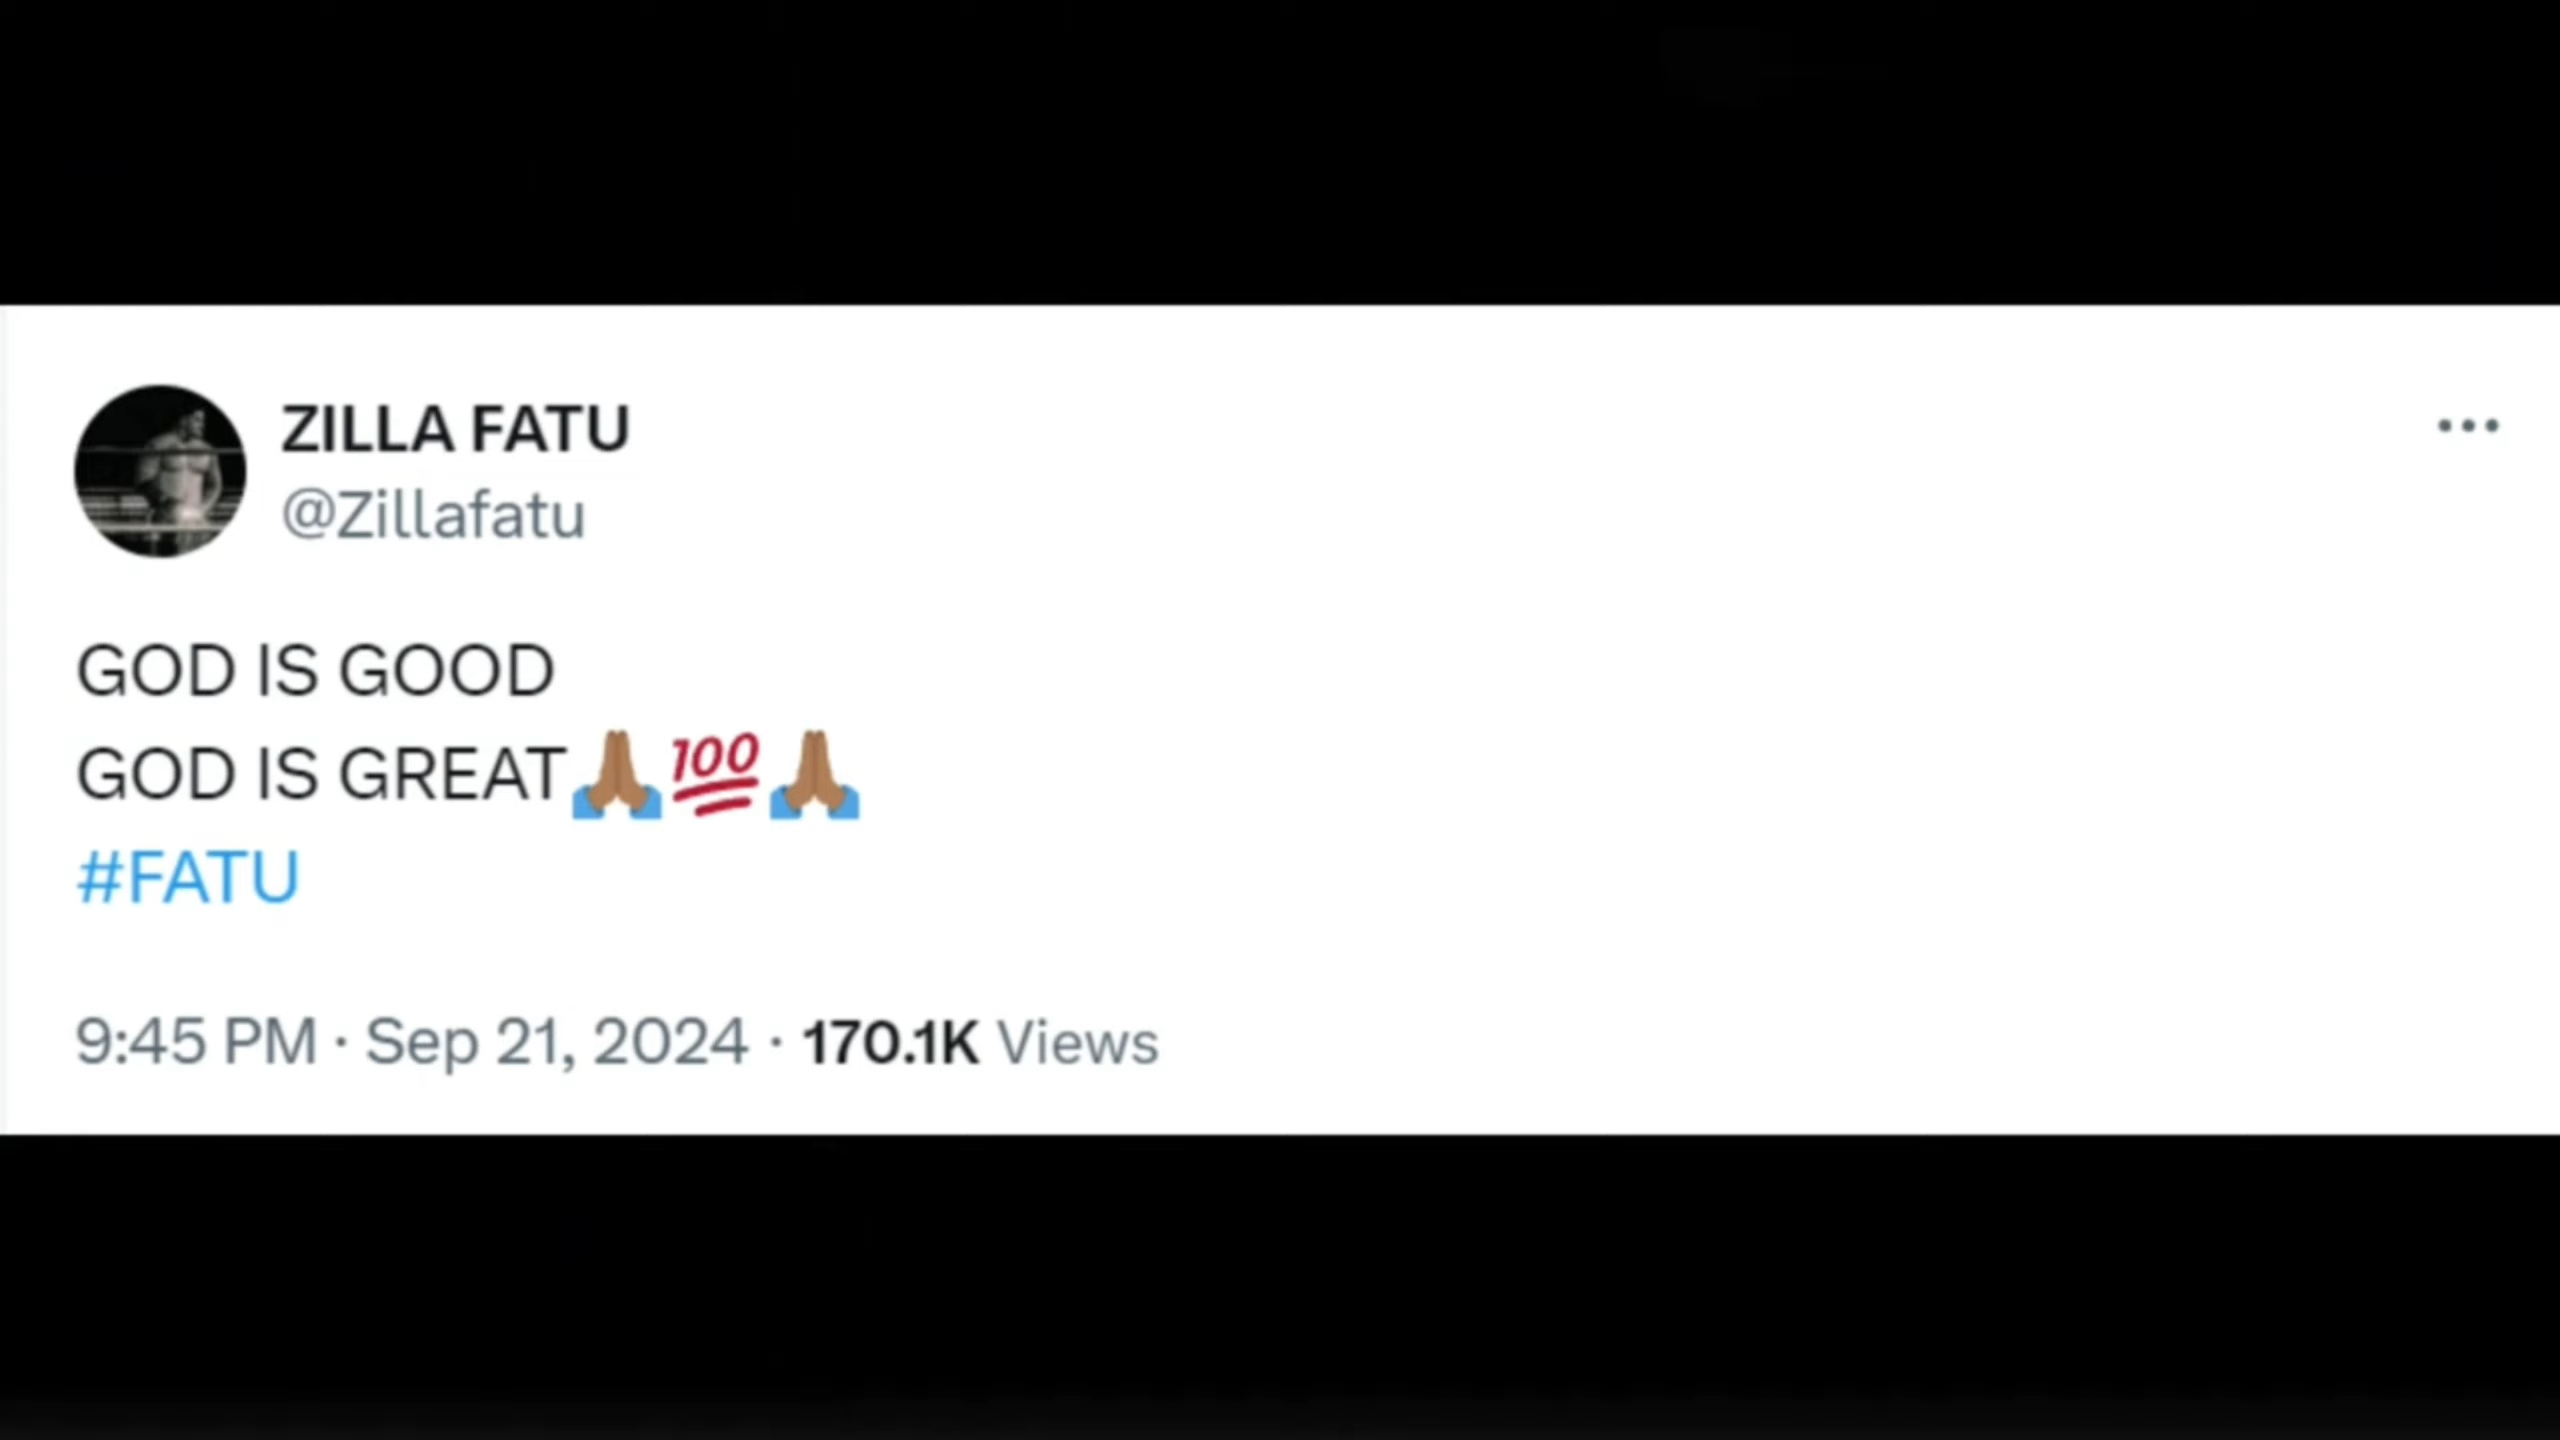 ZILLA FATU
@Zillafatu
GOD IS GOOD
GOD IS GREAT🙏🏽💯🙏🏽
#FATU
9:45 PM · Sep 21, 2024 · 170.1K Views